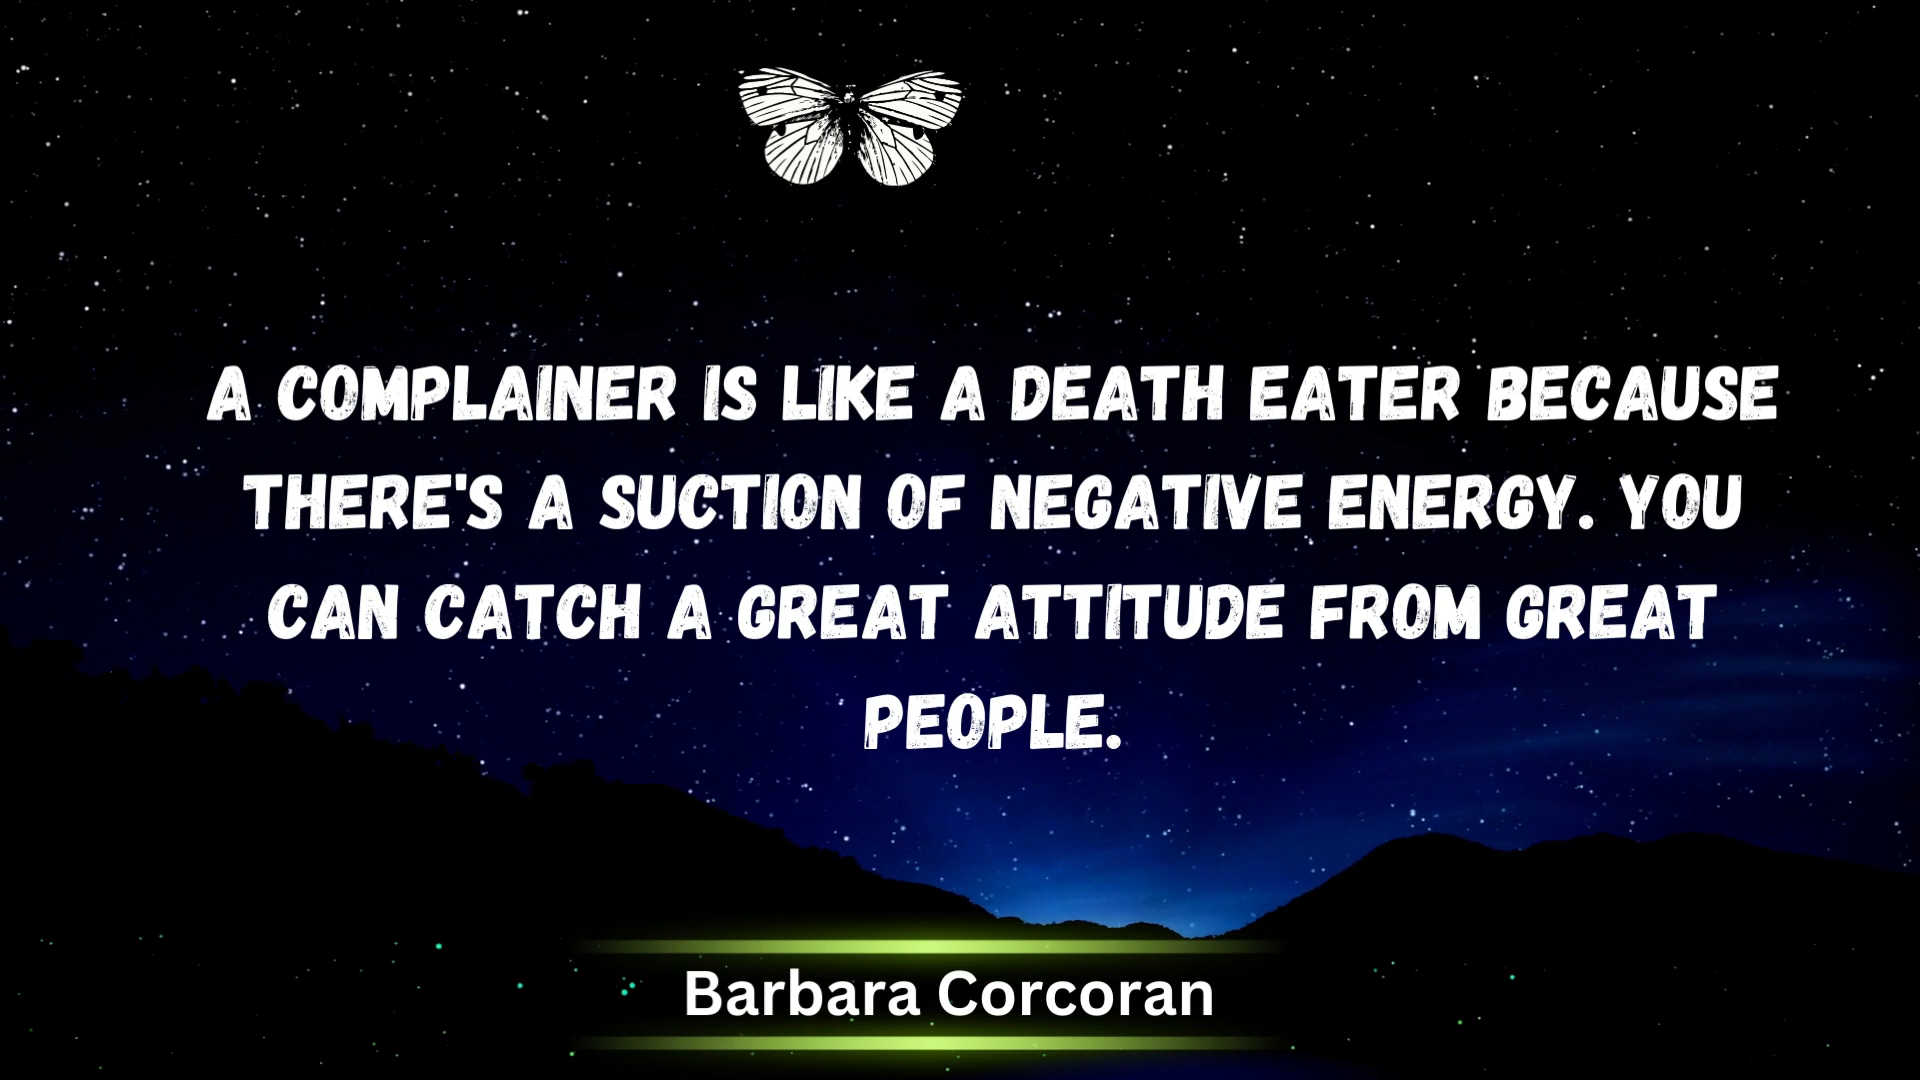 A COMPLAINER IS LIKE A DEATH EATER BECAUSE
THERE'S A SUCTION OF NEGATIVE ENERGY. YOU
CAN CATCH A GREAT ATTITUDE FROM GREAT
PEOPLE.
Barbara Corcoran